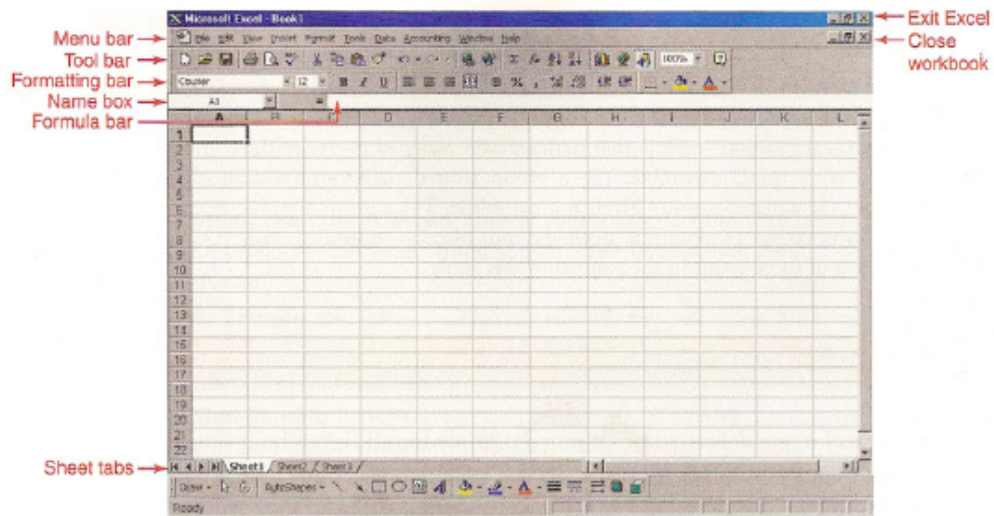 Microsoft Excel - Book1
Exit Excel
Menu bar
File Edit View Insert Format Tools Data Accounting Window Help
Close
workbook
Tool bar
100%
Formatting bar
Courier 12 B I U
Name box
A1 =
Formula bar
A B C D E F G H I J K L
1
2
3
4
5
6
7
8
9
10
11
12
13
14
15
16
17
18
19
20
21
22
Sheet tabs
Sheet1 Sheet2 Sheet3
Draw AutoShapes
Ready